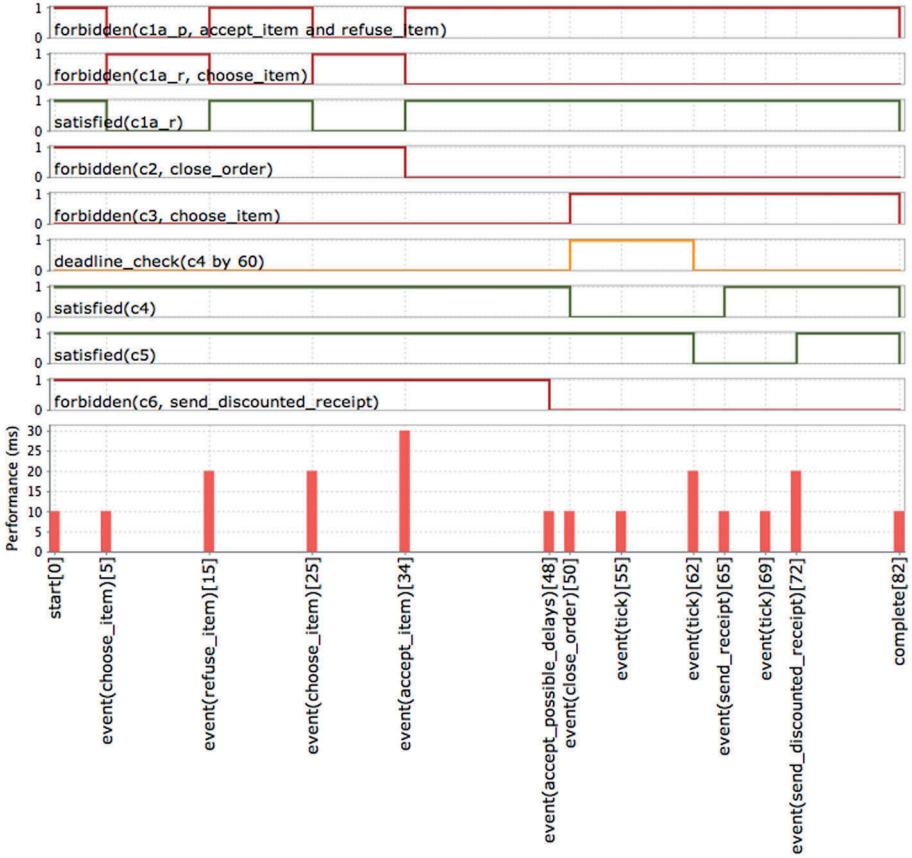 1
0
forbidden(c1a_p, accept_item and refuse_item)
1
0
forbidden(c1a_r, choose_item)
1
0
satisfied(c1a_r)
1
0
forbidden(c2, close_order)
1
0
forbidden(c3, choose_item)
1
0
deadline_check(c4 by 60)
1
0
satisfied(c4)
1
0
satisfied(c5)
1
0
forbidden(c6, send_discounted_receipt)
Performance (ms)
30
25
20
15
10
5
0
start[0]
event(choose_item)[5]
event(refuse_item)[15]
event(choose_item)[25]
event(accept_item)[34]
event(accept_possible_delays)[48]
event(close_order)[50]
event(tick)[55]
event(tick)[62]
event(send_receipt)[65]
event(tick)[69]
event(send_discounted_receipt)[72]
complete[82]